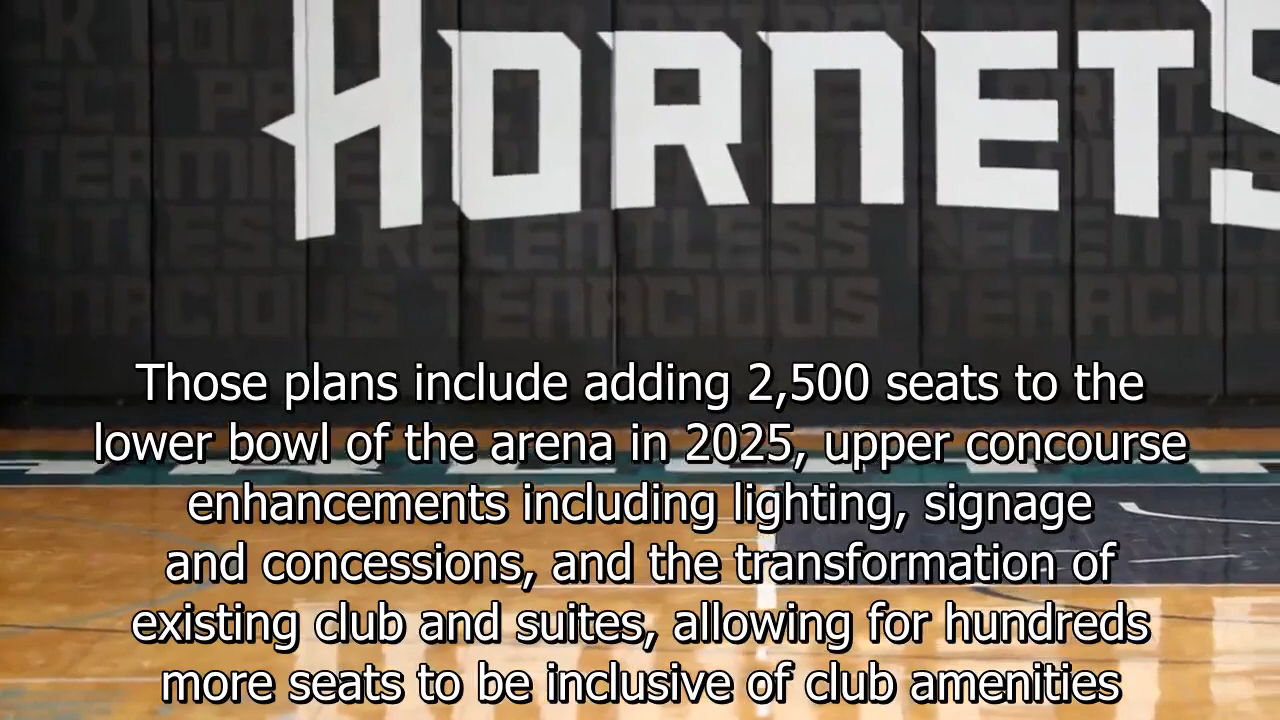 HORNETS
RELENTLESS
TENACIOUS TENACIOUS
Those plans include adding 2,500 seats to the
lower bowl of the arena in 2025, upper concourse
enhancements including lighting, signage
and concessions, and the transformation of
existing club and suites, allowing for hundreds
more seats to be inclusive of club amenities